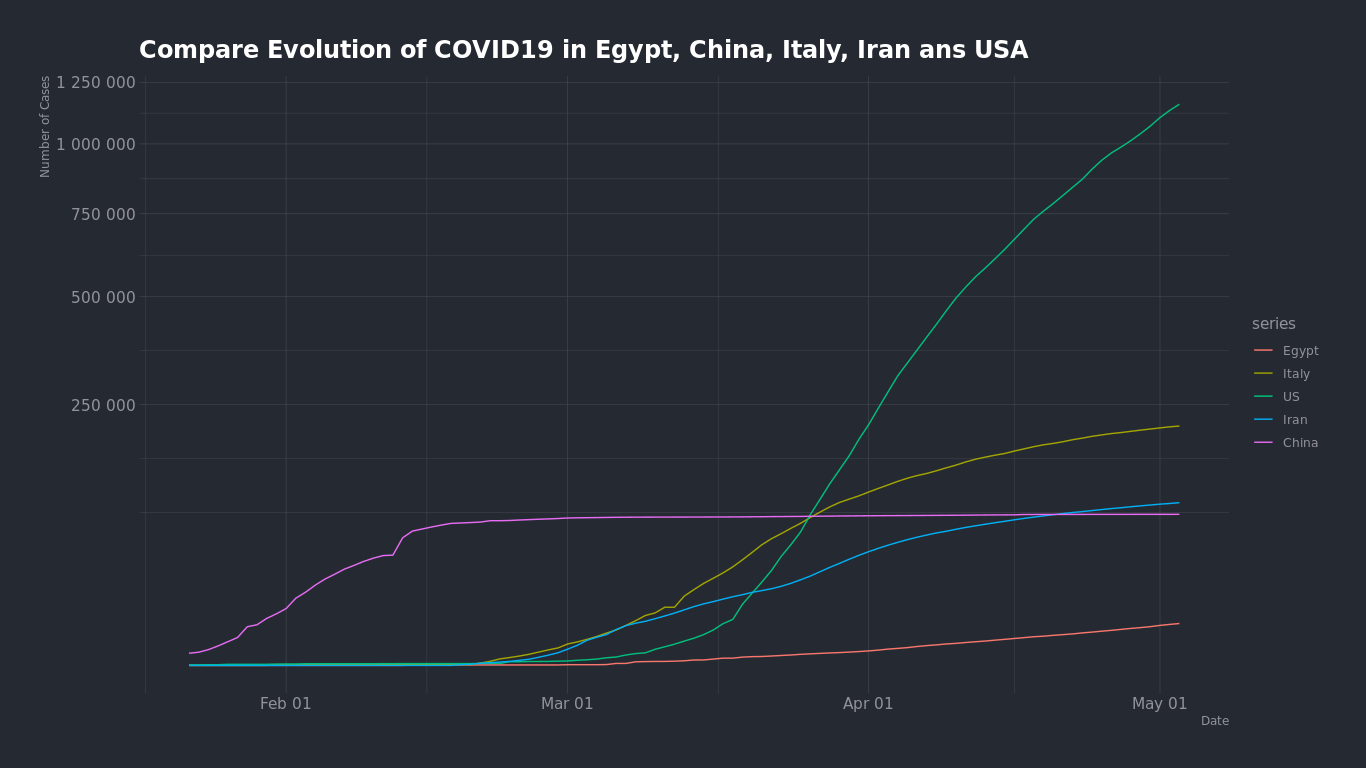 Compare Evolution of COVID19 in Egypt, China, Italy, Iran ans USA
Number of Cases
1 250 000
1 000 000
750 000
500 000
250 000
series
Egypt
Italy
US
Iran
China
Feb 01
Mar 01
Apr 01
May 01
Date